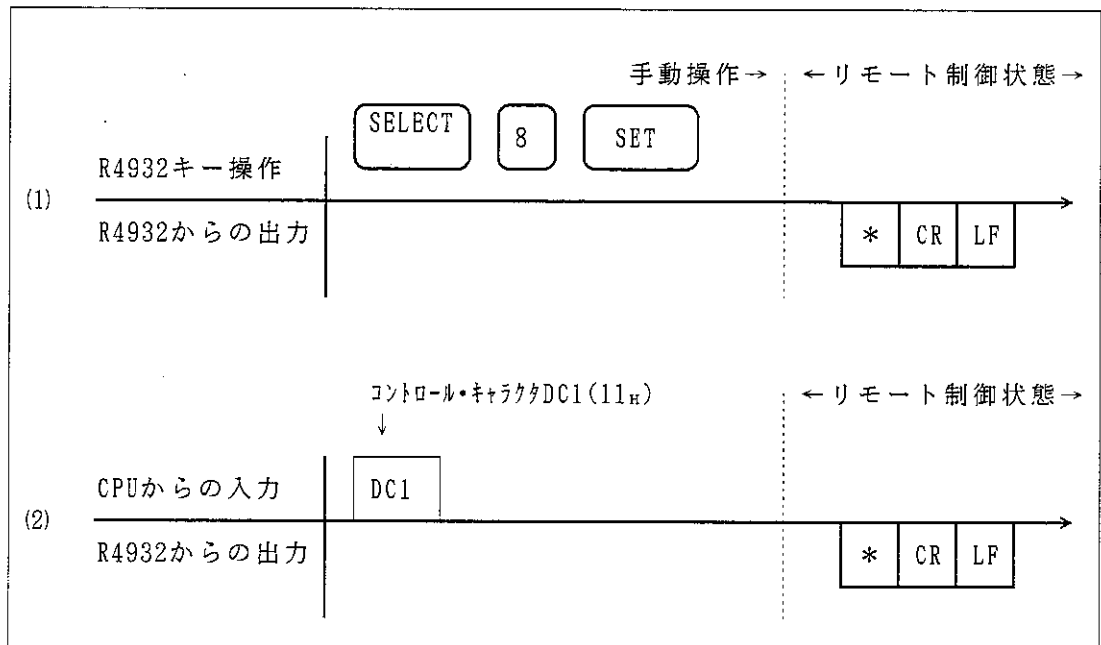 手動操作→ ←リモート制御状態→
SELECT 8 SET
R4932キー操作
(1)
R4932からの出力 * CR LF
コントロール・キャラクタDC1(11H) ←リモート制御状態→
↓
CPUからの入力 DC1
(2)
R4932からの出力 * CR LF